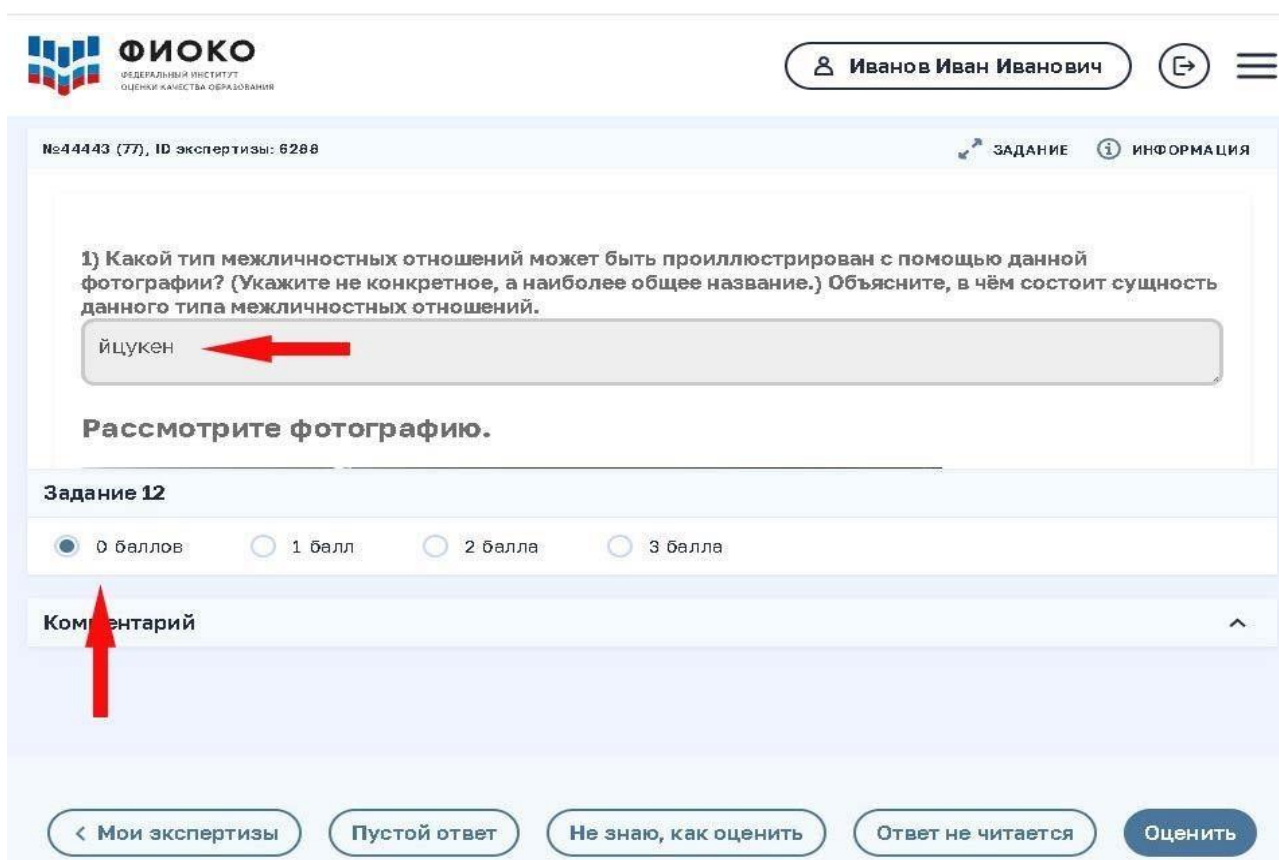 ФИОКО
ФЕДЕРАЛЬНЫЙ ИНСТИТУТ
ОЦЕНКИ КАЧЕСТВА ОБРАЗОВАНИЯ
Иванов Иван Иванович
№44443 (77), ID экспертизы: 6288
ЗАДАНИЕ
ИНФОРМАЦИЯ
1) Какой тип межличностных отношений может быть проиллюстрирован с помощью данной
фотографии? (Укажите не конкретное, а наиболее общее название.) Объясните, в чём состоит сущность
данного типа межличностных отношений.
йцукен
Рассмотрите фотографию.
Задание 12
0 баллов 1 балл 2 балла 3 балла
Комментарий
Мои экспертизы Пустой ответ Не знаю, как оценить Ответ не читается Оценить